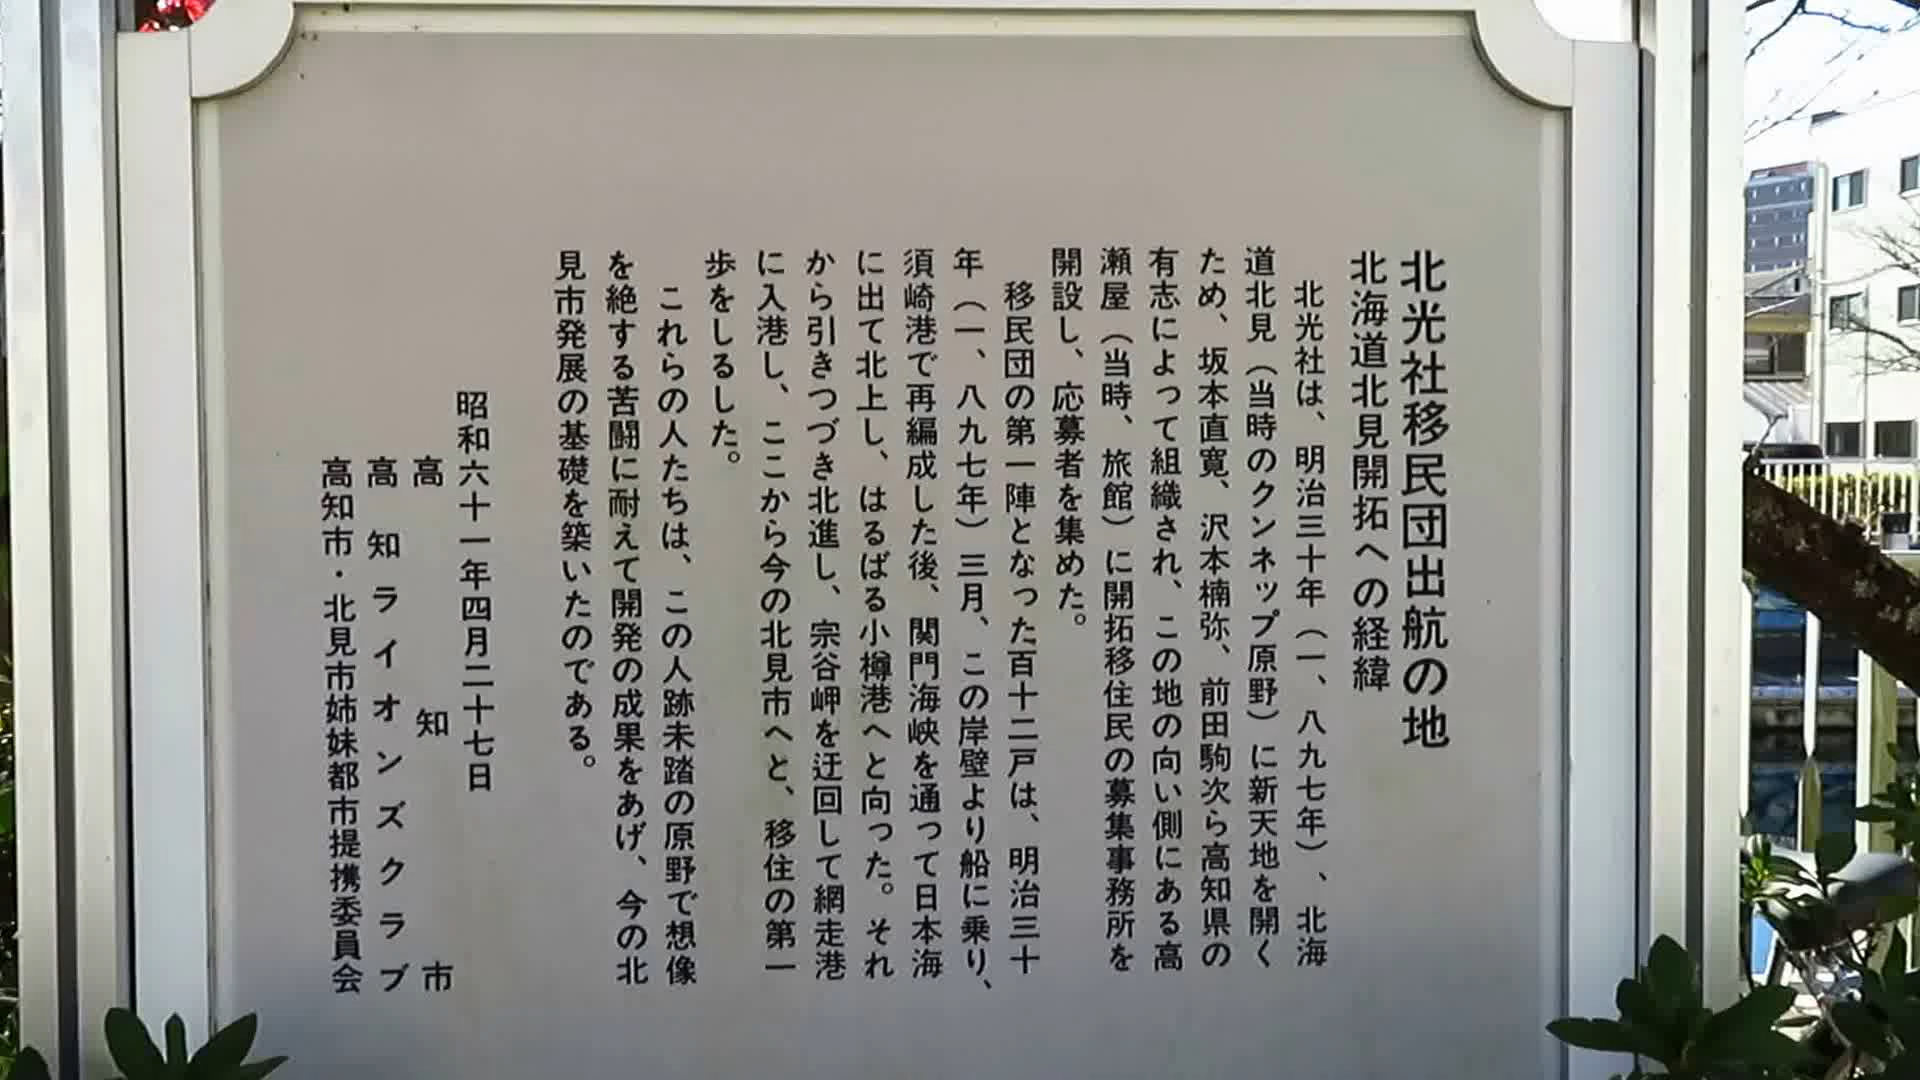 北光社移民団出航の地
北海道北見開拓への経緯
北光社は、明治三十年（一、八九七年）、北海
道北見（当時のクンネップ原野）に新天地を開く
ため、坂本直寛、沢本楠弥、前田駒次ら高知県の
有志によって組織され、この地の向い側にある高
瀬屋（当時、旅館）に開拓移住民の募集事務所を
開設し、応募者を集めた。
移民団の第一陣となった百十二戸は、明治三十
年（一、八九七年）三月、この岸壁より船に乗り、
須崎港で再編成した後、関門海峡を通って日本海
に出て北上し、はるばる小樽港へと向った。それ
から引きつづき北進し、宗谷岬を迂回して網走港
に入港し、ここから今の北見市へと、移住の第一
歩をしるした。
これらの人たちは、この人跡未踏の原野で想像
を絶する苦闘に耐えて開発の成果をあげ、今の北
見市発展の基礎を築いたのである。
昭和六十一年四月二十七日
高知市
高知ライオンズクラブ
高知市・北見市姉妹都市提携委員会